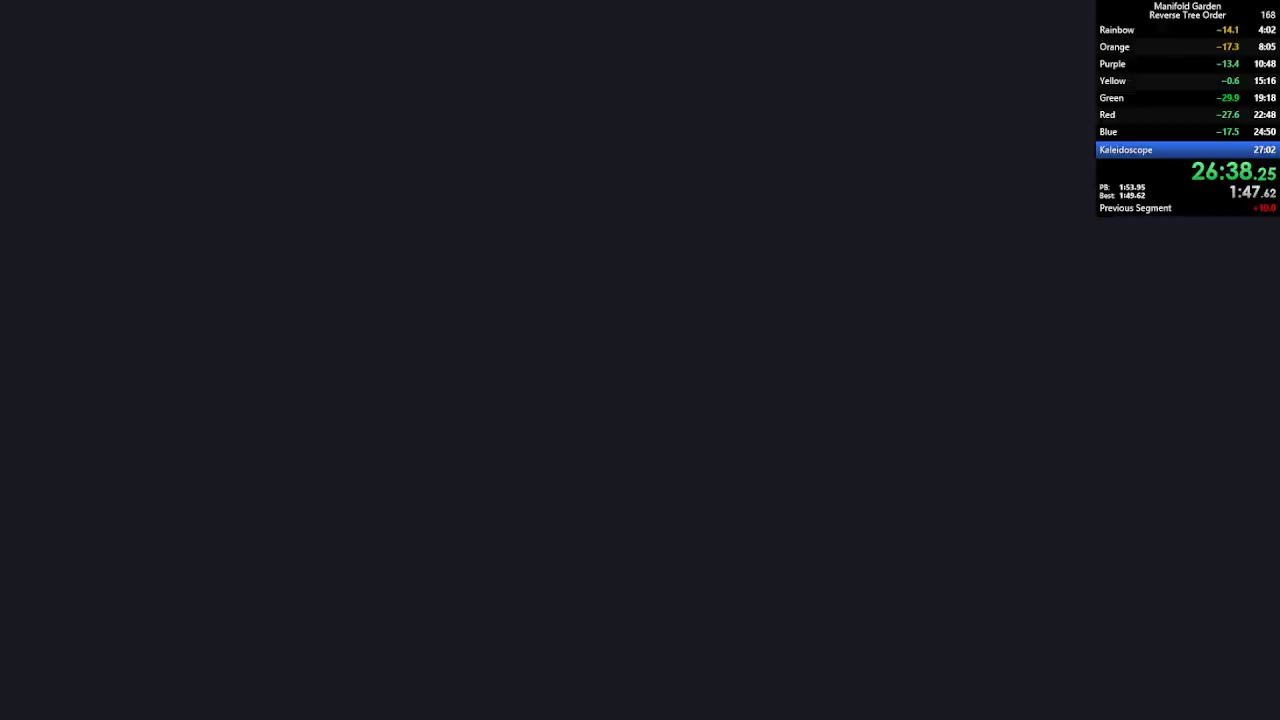 Manifold Garden
Reverse Tree Order 168
Rainbow −14.1 4:02
Orange −17.3 8:05
Purple −13.4 10:48
Yellow −0.6 15:16
Green −29.9 19:18
Red −27.6 22:48
Blue −17.5 24:50
Kaleidoscope 27:02
26:38.25
PB: 1:53.95
Best: 1:49.62
1:47.62
Previous Segment +10.0